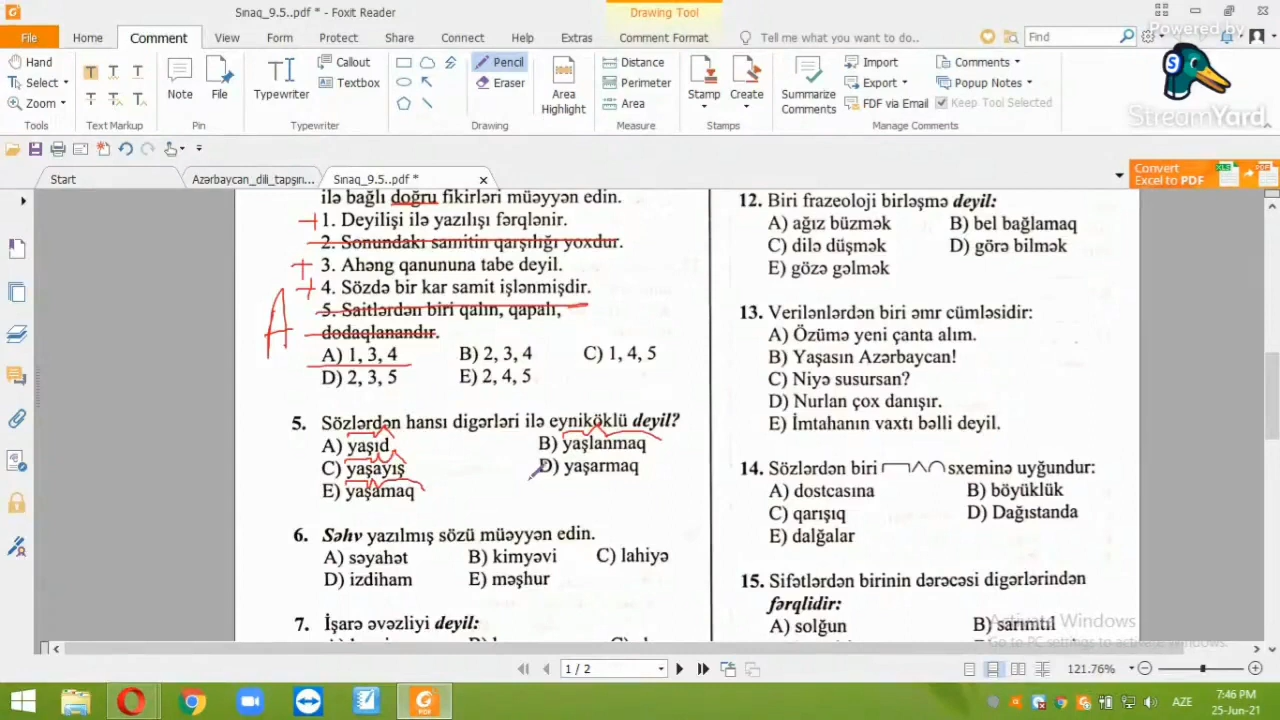 Sınaq_9.5..pdf * - Foxit Reader
Drawing Tool
File
Home
Comment
View
Form
Protect
Share
Connect
Help
Extras
Comment Format
Tell me what you want to do..
Find
Powered by
StreamYard
Hand
Select
Zoom
Tools
Text Markup
Note
File
Pin
Typewriter
Callout
Textbox
Typewriter
Pencil
Eraser
Area Highlight
Drawing
Distance
Perimeter
Area
Measure
Stamp
Create
Stamps
Summarize Comments
Import
Export
FDF via Email
Comments
Popup Notes
Keep Tool Selected
Manage Comments
Start
Azərbaycan_dili_tapşın...
Sınaq_9.5..pdf *
Convert Excel to PDF
ilə bağlı doğru fikirləri müəyyən edin.
1. Deyilişi ilə yazılışı fərqlənir.
2. Sonundakı samitin qarşılığı yoxdur.
3. Ahəng qanununa tabe deyil.
4. Sözdə bir kar samit işlənmişdir.
5. Saitlərdən biri qalın, qapalı,
dodaqlanandır.
A
A) 1, 3, 4 B) 2, 3, 4 C) 1, 4, 5
D) 2, 3, 5 E) 2, 4, 5
5. Sözlərdən hansı digərləri ilə eyniköklü deyil?
A) yaşıd B) yaşlanmaq
C) yaşayış D) yaşarmaq
E) yaşamaq
6. Səhv yazılmış sözü müəyyən edin.
A) səyahət B) kimyəvi C) lahiyə
D) izdiham E) məşhur
7. İşarə əvəzliyi deyil:
12. Biri frazeoloji birləşmə deyil:
A) ağız büzmək B) bel bağlamaq
C) dilə düşmək D) görə bilmək
E) gözə gəlmək
13. Verilənlərdən biri əmr cümləsidir:
A) Özümə yeni çanta alım.
B) Yaşasın Azərbaycan!
C) Niyə susursan?
D) Nurlan çox danışır.
E) İmtahanın vaxtı bəlli deyil.
14. Sözlərdən biri sxeminə uyğundur:
A) dostcasına B) böyüklük
C) qarışıq D) Dağıstanda
E) dalğalar
15. Sifətlərdən birinin dərəcəsi digərlərindən
fərqlidir:
A) solğun B) sarımtıl
Activate Windows
Go to PC settings to activate Windows.
1 / 2
121.76%
AZE
7:46 PM
25-Jun-21